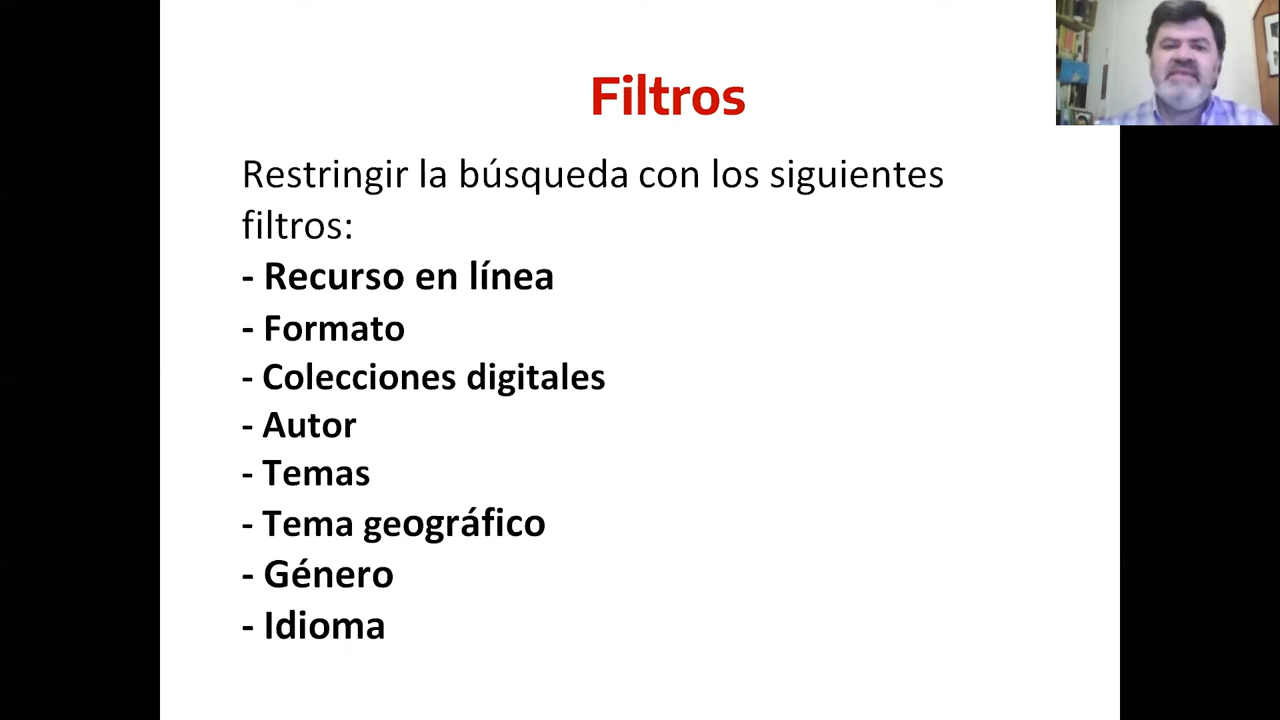 Filtros
Restringir la búsqueda con los siguientes
filtros:
- Recurso en línea
- Formato
- Colecciones digitales
- Autor
- Temas
- Tema geográfico
- Género
- Idioma